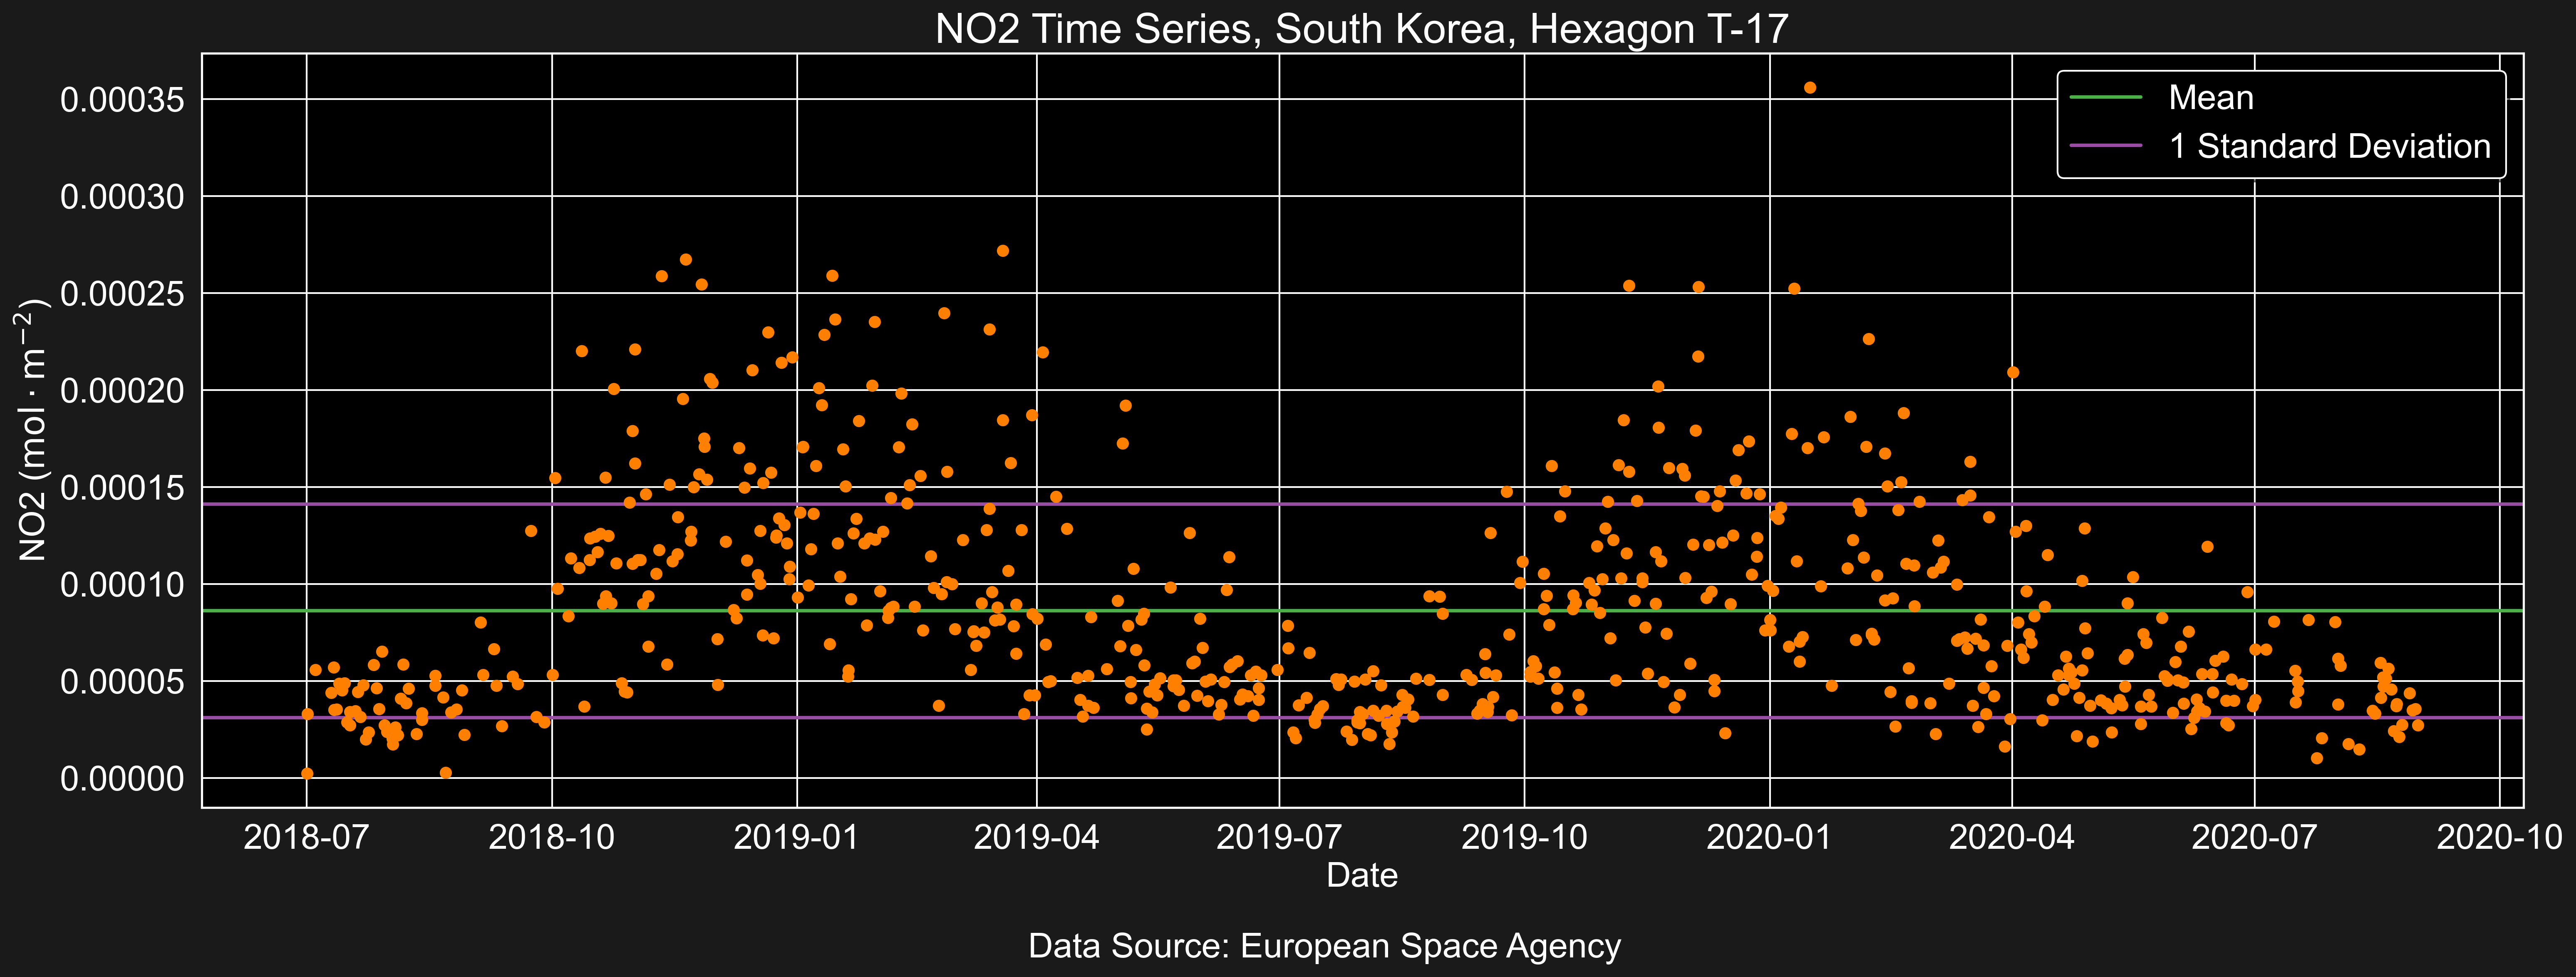 NO2 Time Series, South Korea, Hexagon T-17
Mean
1 Standard Deviation
NO2 (mol · m⁻²)
0.00035
0.00030
0.00025
0.00020
0.00015
0.00010
0.00005
0.00000
2018-07 2018-10 2019-01 2019-04 2019-07 2019-10 2020-01 2020-04 2020-07 2020-10
Date
Data Source: European Space Agency